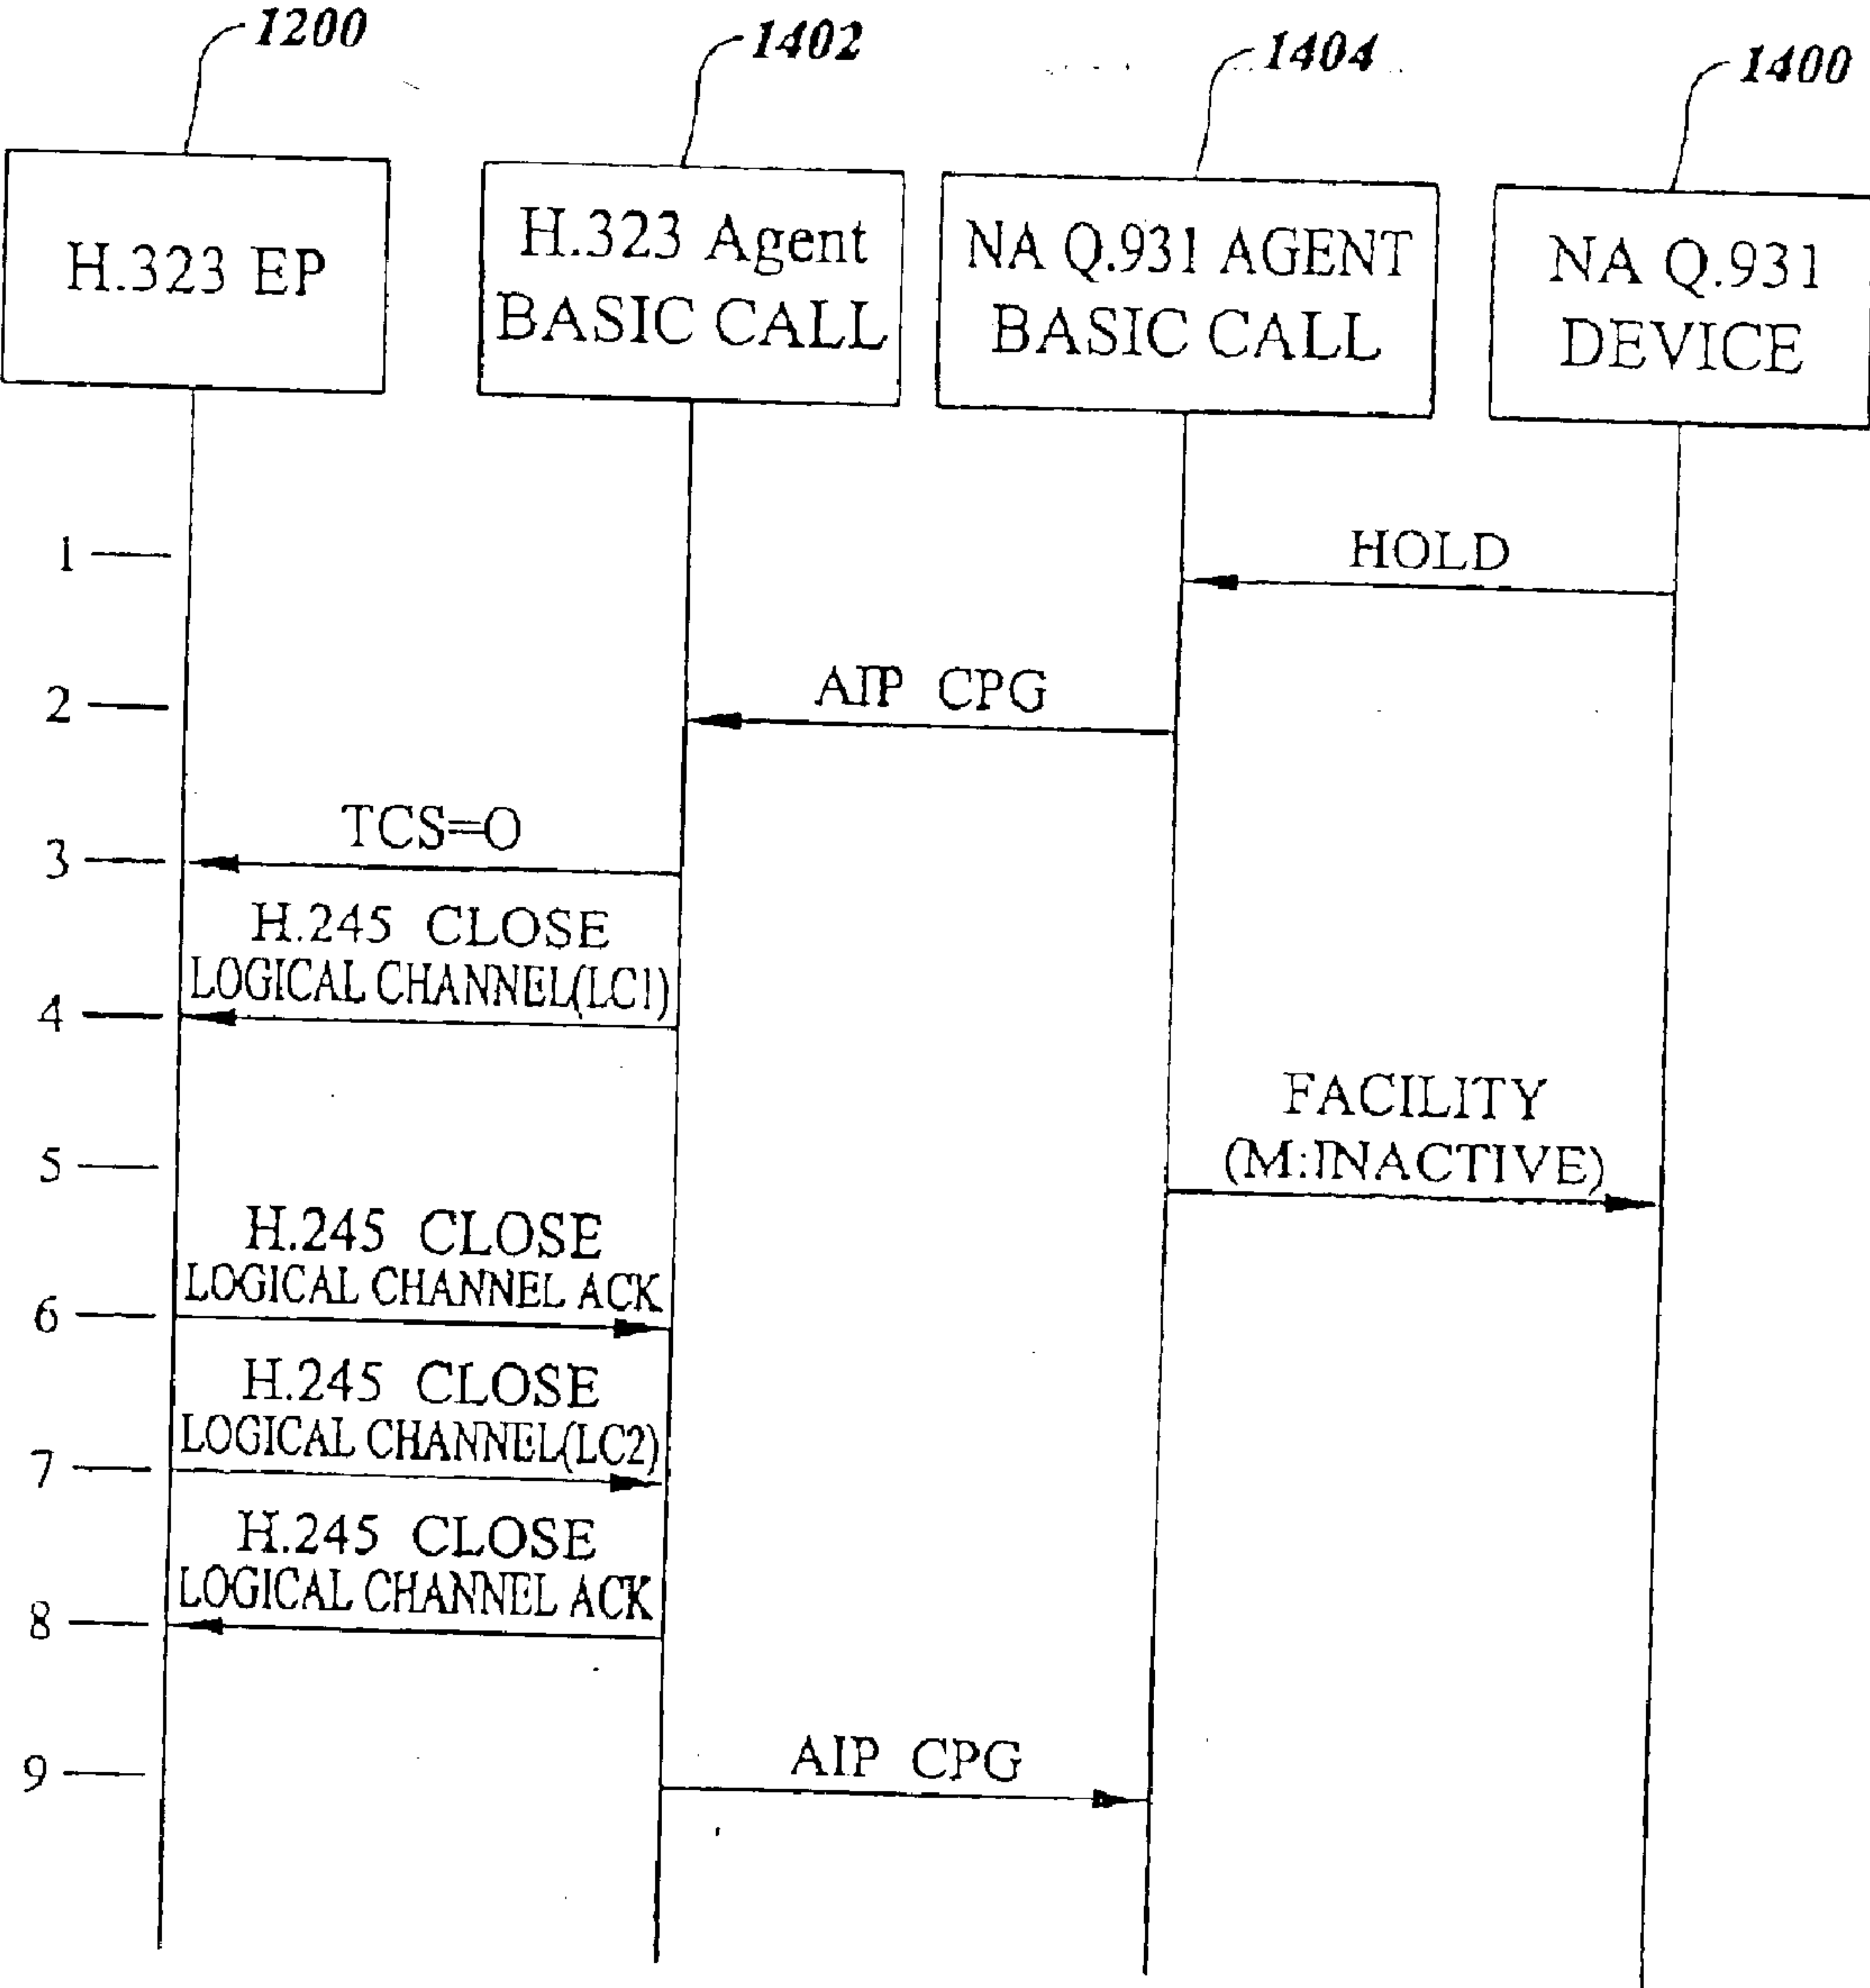 1200
1402
1404
1400
H.323 EP
H.323 Agent
BASIC CALL
NA Q.931 AGENT
BASIC CALL
NA Q.931
DEVICE
1
HOLD
2
AIP CPG
3
TCS=O
H.245 CLOSE
LOGICAL CHANNEL(LC1)
4
FACILITY
(M:INACTIVE)
5
H.245 CLOSE
LOGICAL CHANNEL ACK
6
H.245 CLOSE
LOGICAL CHANNEL(LC2)
7
H.245 CLOSE
LOGICAL CHANNEL ACK
8
9
AIP CPG